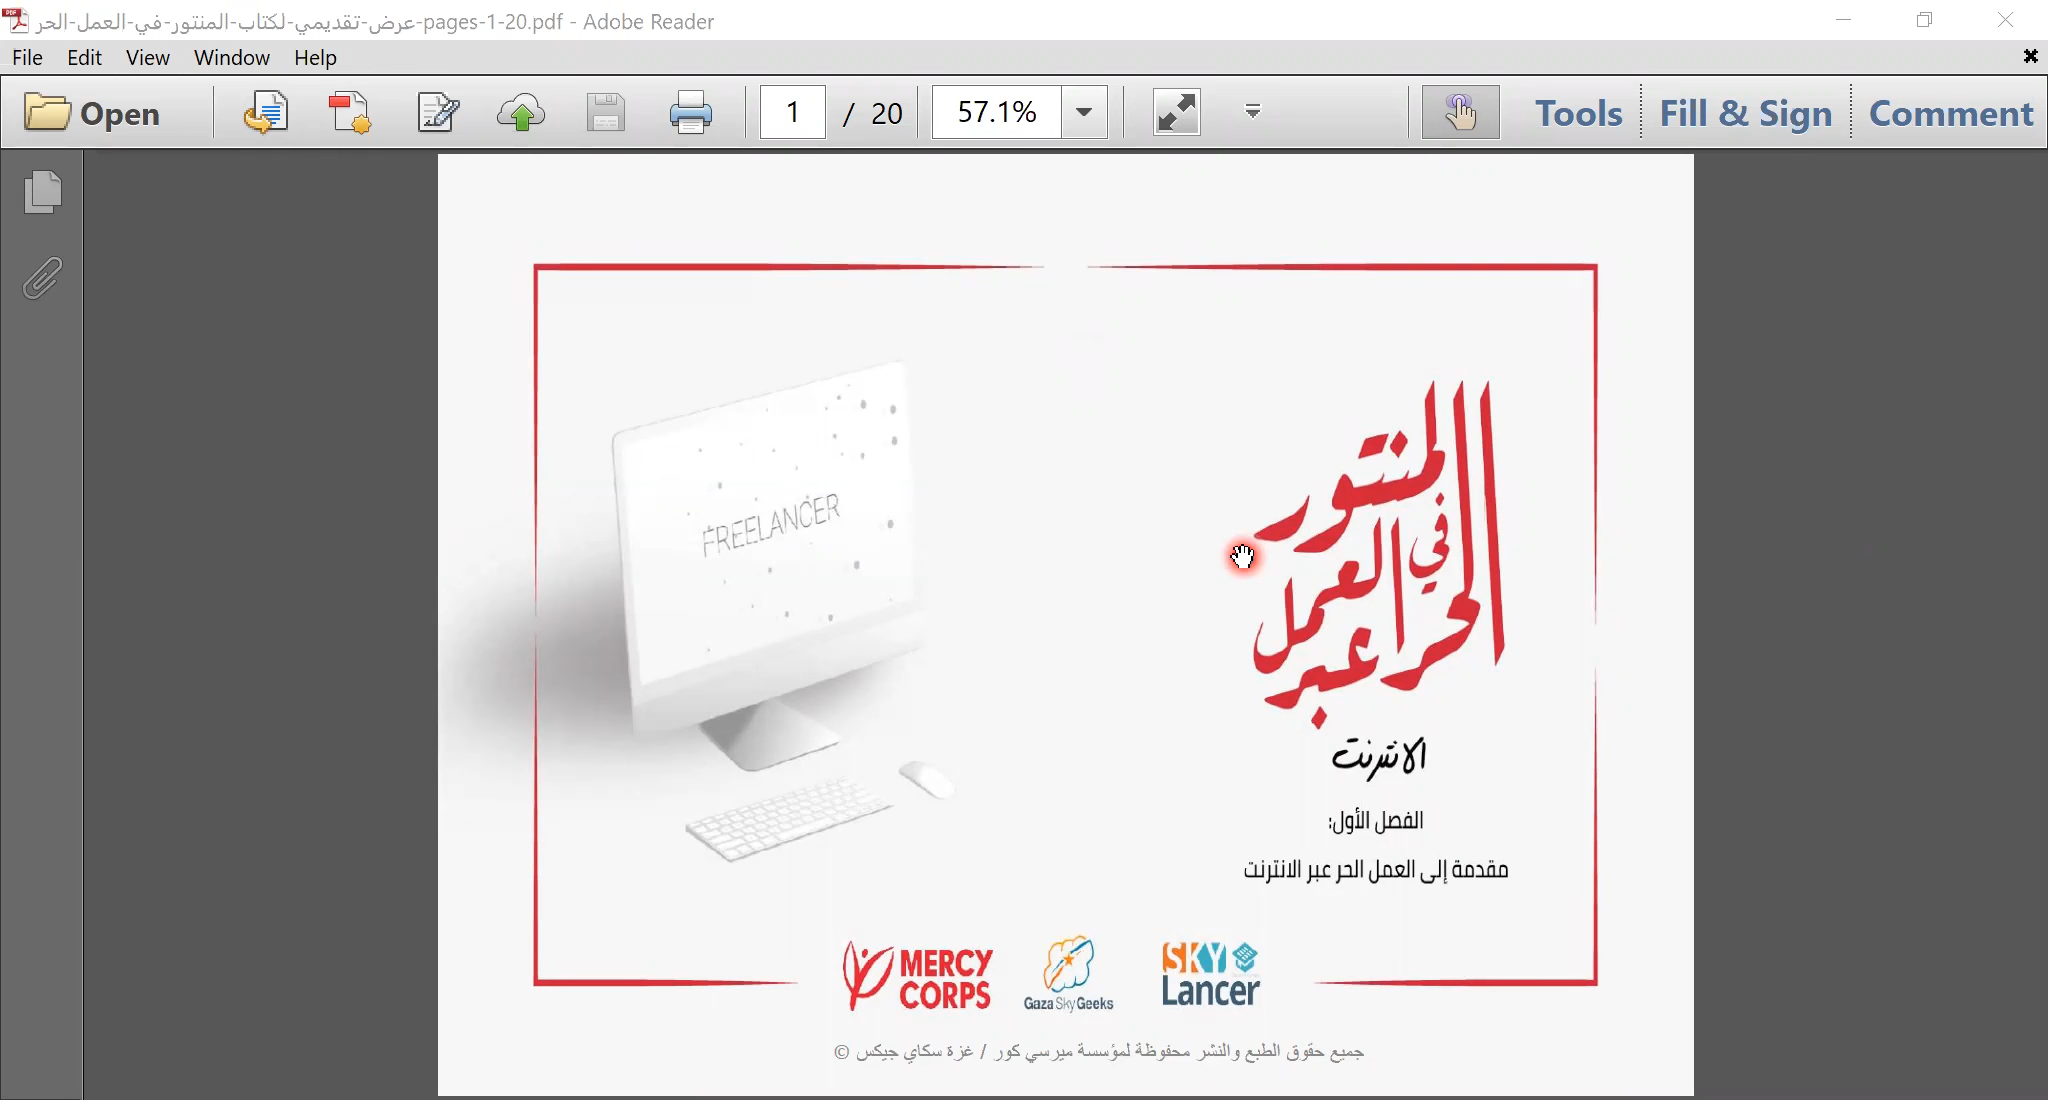 عرض-تقديمي-لكتاب-المنتور-في-العمل-الحر-pages-1-20.pdf - Adobe Reader
File Edit View Window Help
Open 1 / 20 57.1% Tools Fill & Sign Comment
FREELANCER
المنتور
في العمل
الحر عبر
الانترنت
الفصل الأول:
مقدمة إلى العمل الحر عبر الانترنت
MERCY CORPS
Gaza Sky Geeks
SKY Lancer
جميع حقوق الطبع والنشر محفوظة لمؤسسة ميرسي كور / غزة سكاي جيكس ©